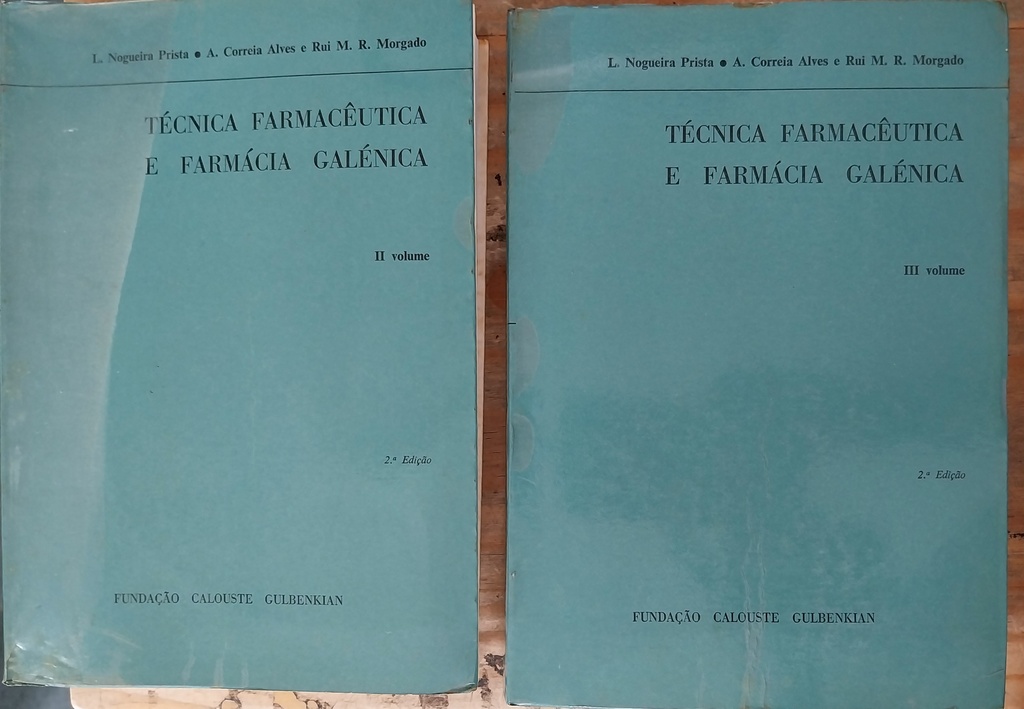 L. Nogueira Prista ● A. Correia Alves e Rui M. R. Morgado
TÉCNICA FARMACÊUTICA
E FARMÁCIA GALÉNICA
II volume
2.ª Edição
FUNDAÇÃO CALOUSTE GULBENKIAN
L. Nogueira Prista ● A. Correia Alves e Rui M. R. Morgado
TÉCNICA FARMACÊUTICA
E FARMÁCIA GALÉNICA
III volume
2.ª Edição
FUNDAÇÃO CALOUSTE GULBENKIAN